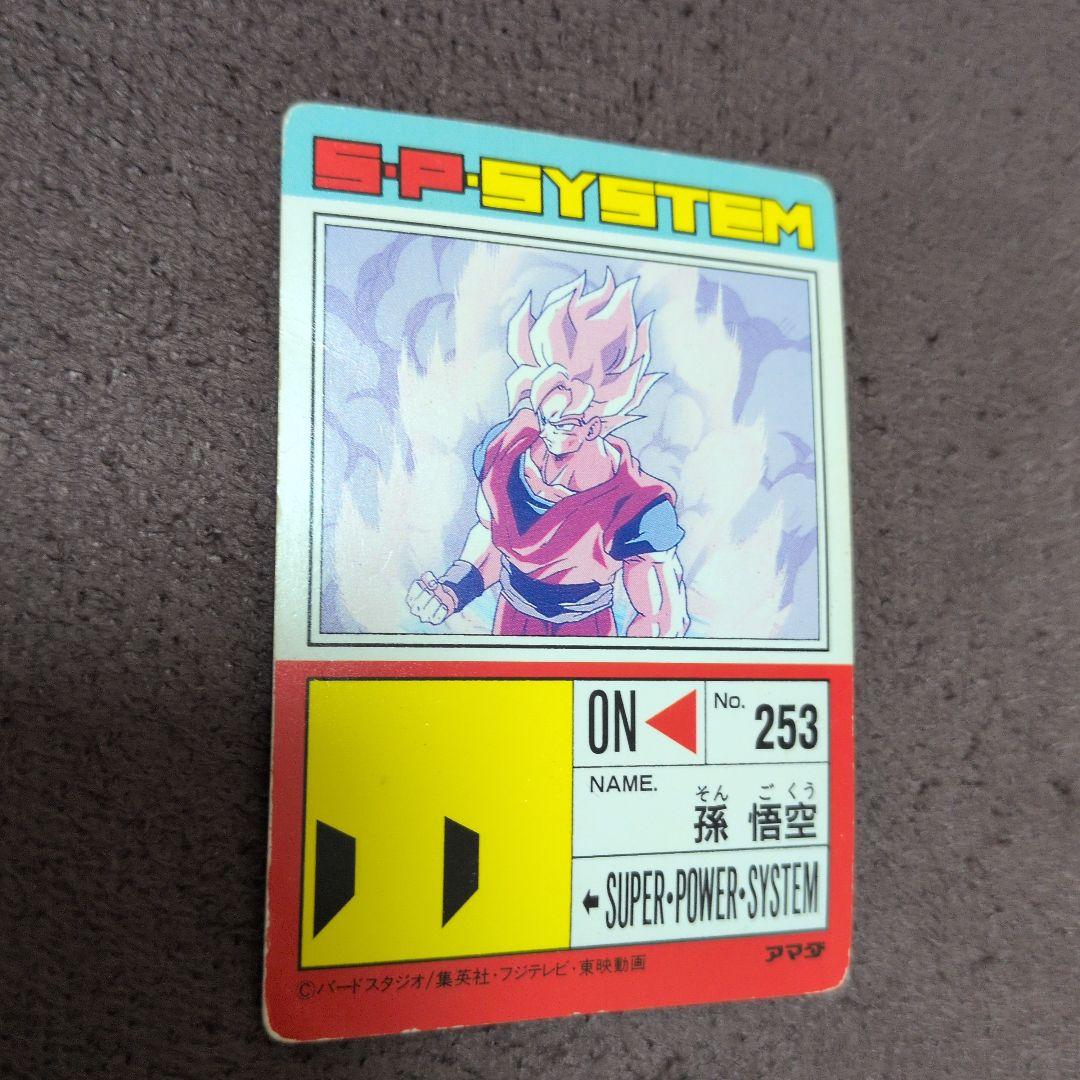 S・P・SYSTEM
ON
No. 253
NAME.
そん ご くう
孫 悟空
SUPER・POWER・SYSTEM
アマダ
©バードスタジオ/集英社・フジテレビ・東映動画